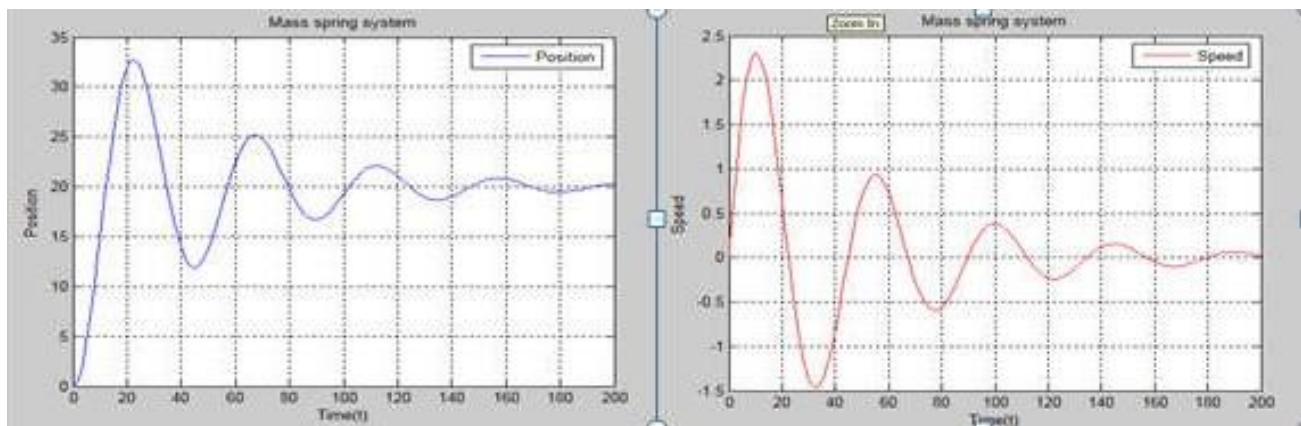 Mass spring system
35
30
25
20
15
10
5
0
Position
Position
0 20 40 60 80 100 120 140 160 180 200
Time(t)
Zoom In
Mass spring system
2.5
2
1.5
1
0.5
0
-0.5
-1
-1.5
Speed
Speed
0 20 40 60 80 100 120 140 160 180 200
Time(t)